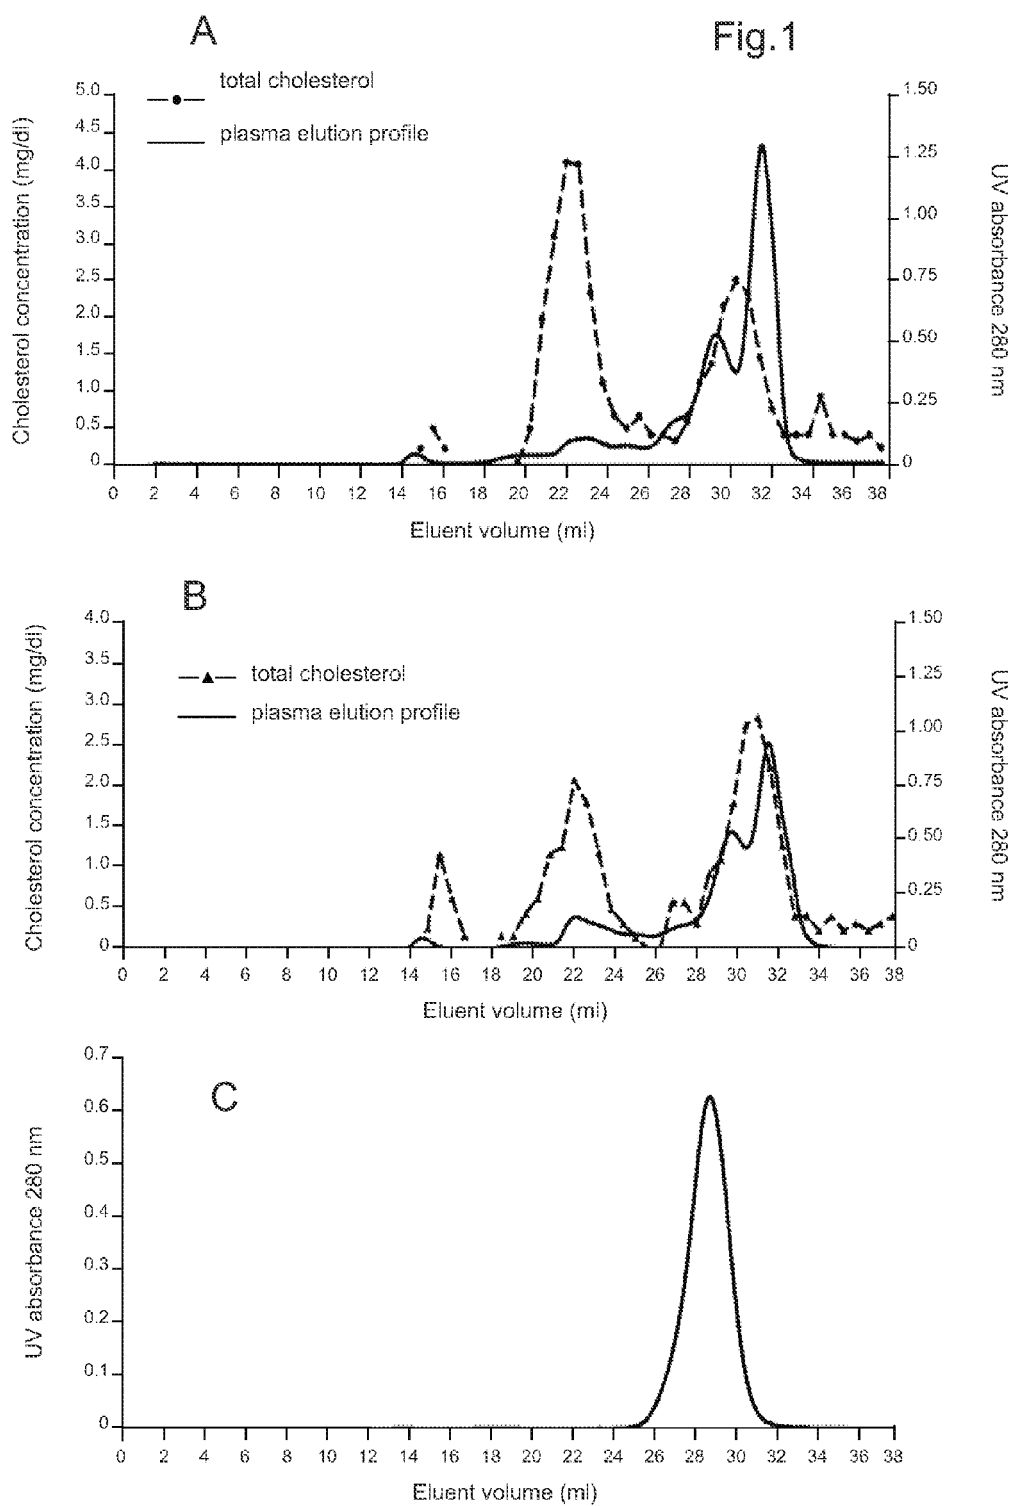 A
Fig.1
total cholesterol
plasma elution profile
5.0
4.5
4.0
3.5
3.0
2.5
2.0
1.5
1.0
0.5
0
Cholesterol concentration (mg/dl)
1.50
1.25
1.00
0.75
0.50
0.25
0
UV absorbance 280 nm
0 2 4 6 8 10 12 14 16 18 20 22 24 26 28 30 32 34 36 38
Eluent volume (ml)
B
total cholesterol
plasma elution profile
4.0
3.5
3.0
2.5
2.0
1.5
1.0
0.5
0
Cholesterol concentration (mg/dl)
1.50
1.25
1.00
0.75
0.50
0.25
0
UV absorbance 280 nm
0 2 4 6 8 10 12 14 16 18 20 22 24 26 28 30 32 34 36 38
Eluent volume (ml)
C
0.7
0.6
0.5
0.4
0.3
0.2
0.1
0
UV absorbance 280 nm
0 2 4 6 8 10 12 14 16 18 20 22 24 26 28 30 32 34 36 38
Eluent volume (ml)